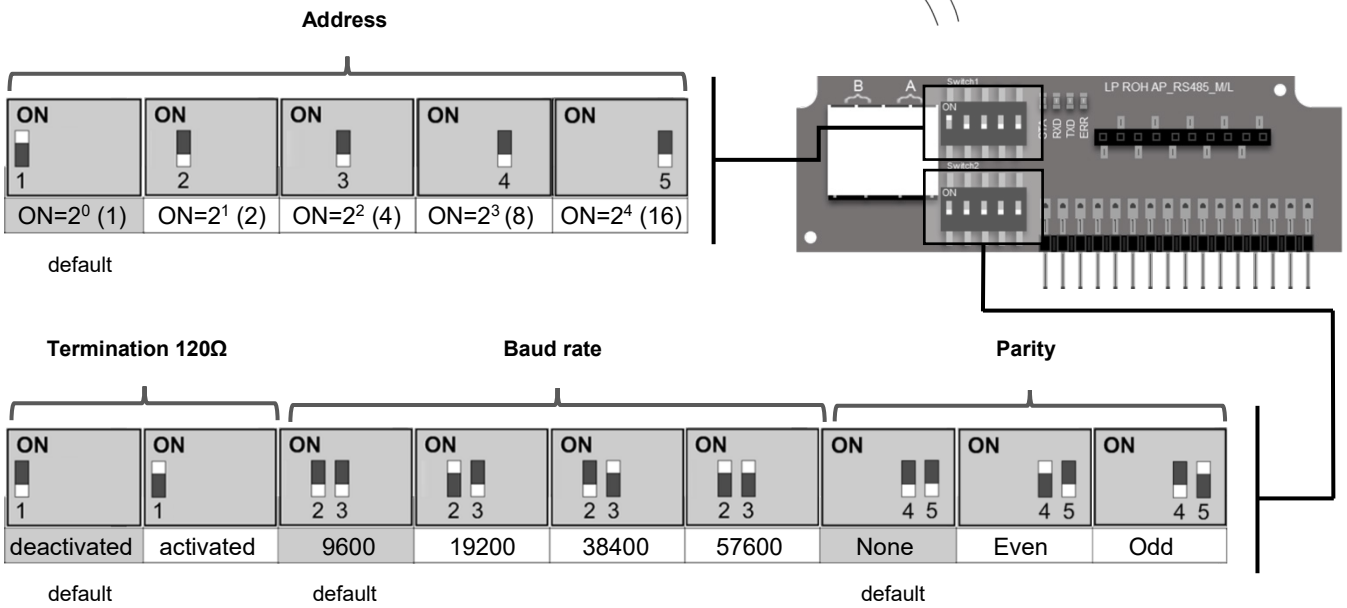 Address
ON ON ON ON ON
1 2 3 4 5
ON=2⁰ (1) ON=2¹ (2) ON=2² (4) ON=2³ (8) ON=2⁴ (16)
default
B A Switch1 LP ROH AP_RS485_M/L
ON
STA RXD TXD ERR
Switch2
ON
Termination 120Ω Baud rate Parity
ON ON ON ON ON ON ON ON ON
1 1 2 3 2 3 2 3 2 3 4 5 4 5 4 5
deactivated activated 9600 19200 38400 57600 None Even Odd
default default default